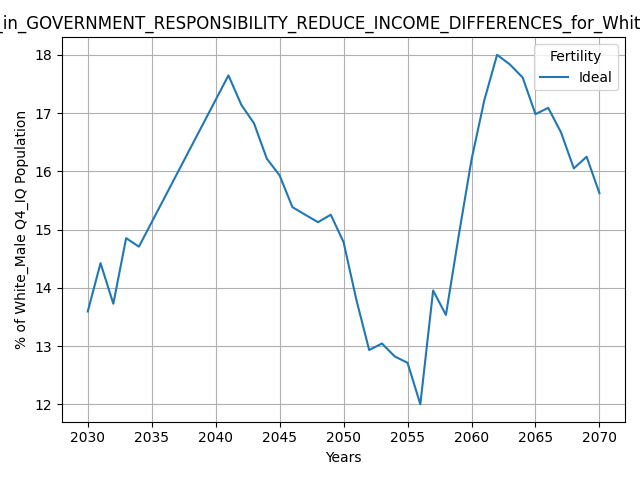 _in_GOVERNMENT_RESPONSIBILITY_REDUCE_INCOME_DIFFERENCES_for_Whit
Fertility
Ideal
% of White_Male Q4_IQ Population
18
17
16
15
14
13
12
2030 2035 2040 2045 2050 2055 2060 2065 2070
Years